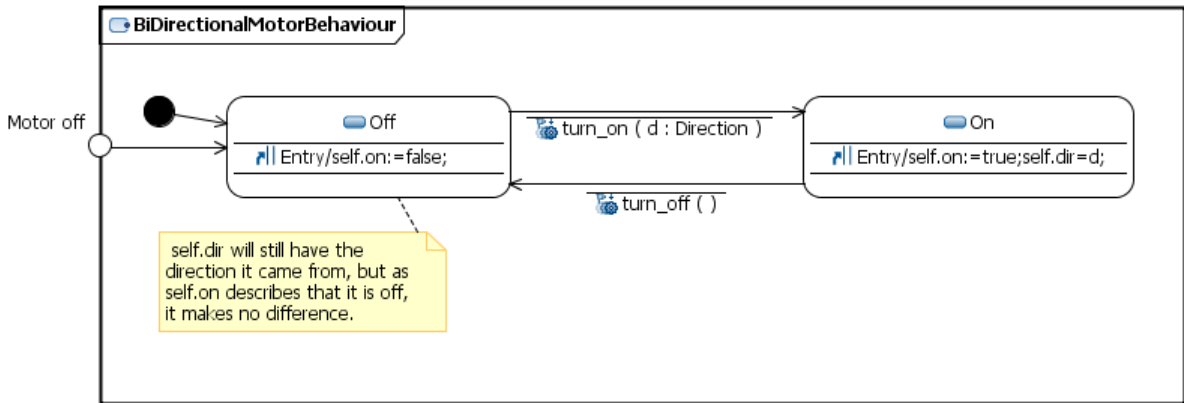 BiDirectionalMotorBehaviour
Motor off
Off
Entry/self.on:=false;
turn_on ( d : Direction )
turn_off ( )
On
Entry/self.on:=true;self.dir=d;
self.dir will still have the
direction it came from, but as
self.on describes that it is off,
it makes no difference.